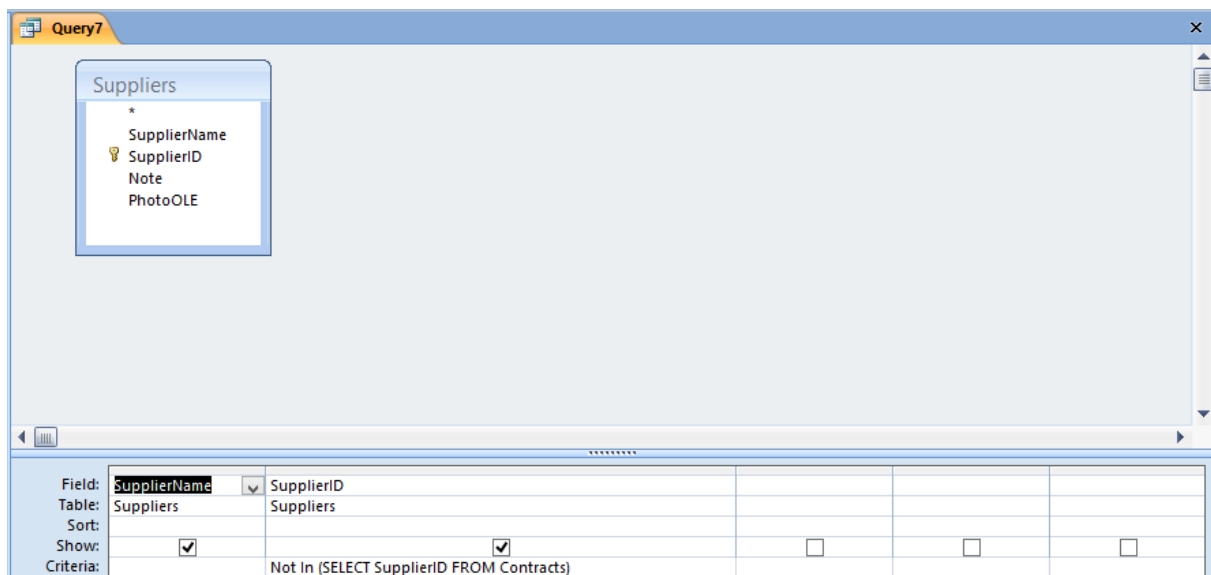 Query7
Suppliers
*
SupplierName
SupplierID
Note
PhotoOLE
Field: SupplierName SupplierID
Table: Suppliers Suppliers
Sort:
Show:
Criteria: Not In (SELECT SupplierID FROM Contracts)